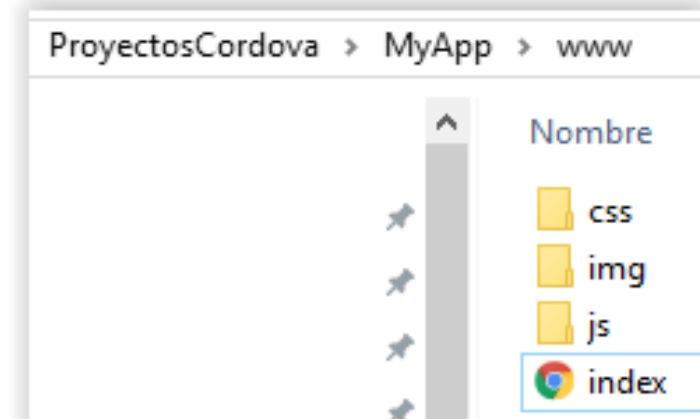 ProyectosCordova > MyApp > www
Nombre
css
img
js
index